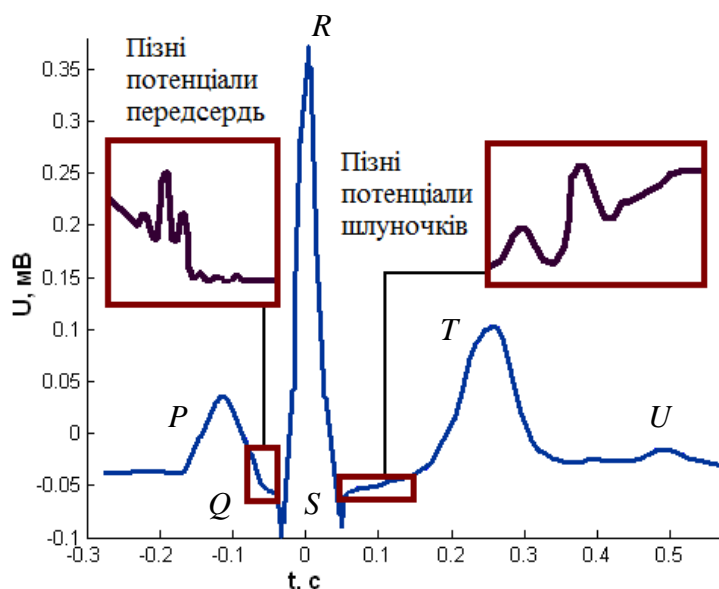 R
Пізні
потенціали
передсердь
Пізні
потенціали
шлуночків
U, мВ
0.35
0.3
0.25
0.2
0.15
0.1
0.05
0
-0.05
-0.1
P
Q
S
T
U
-0.3
-0.2
-0.1
0
0.1
0.2
0.3
0.4
0.5
t, c